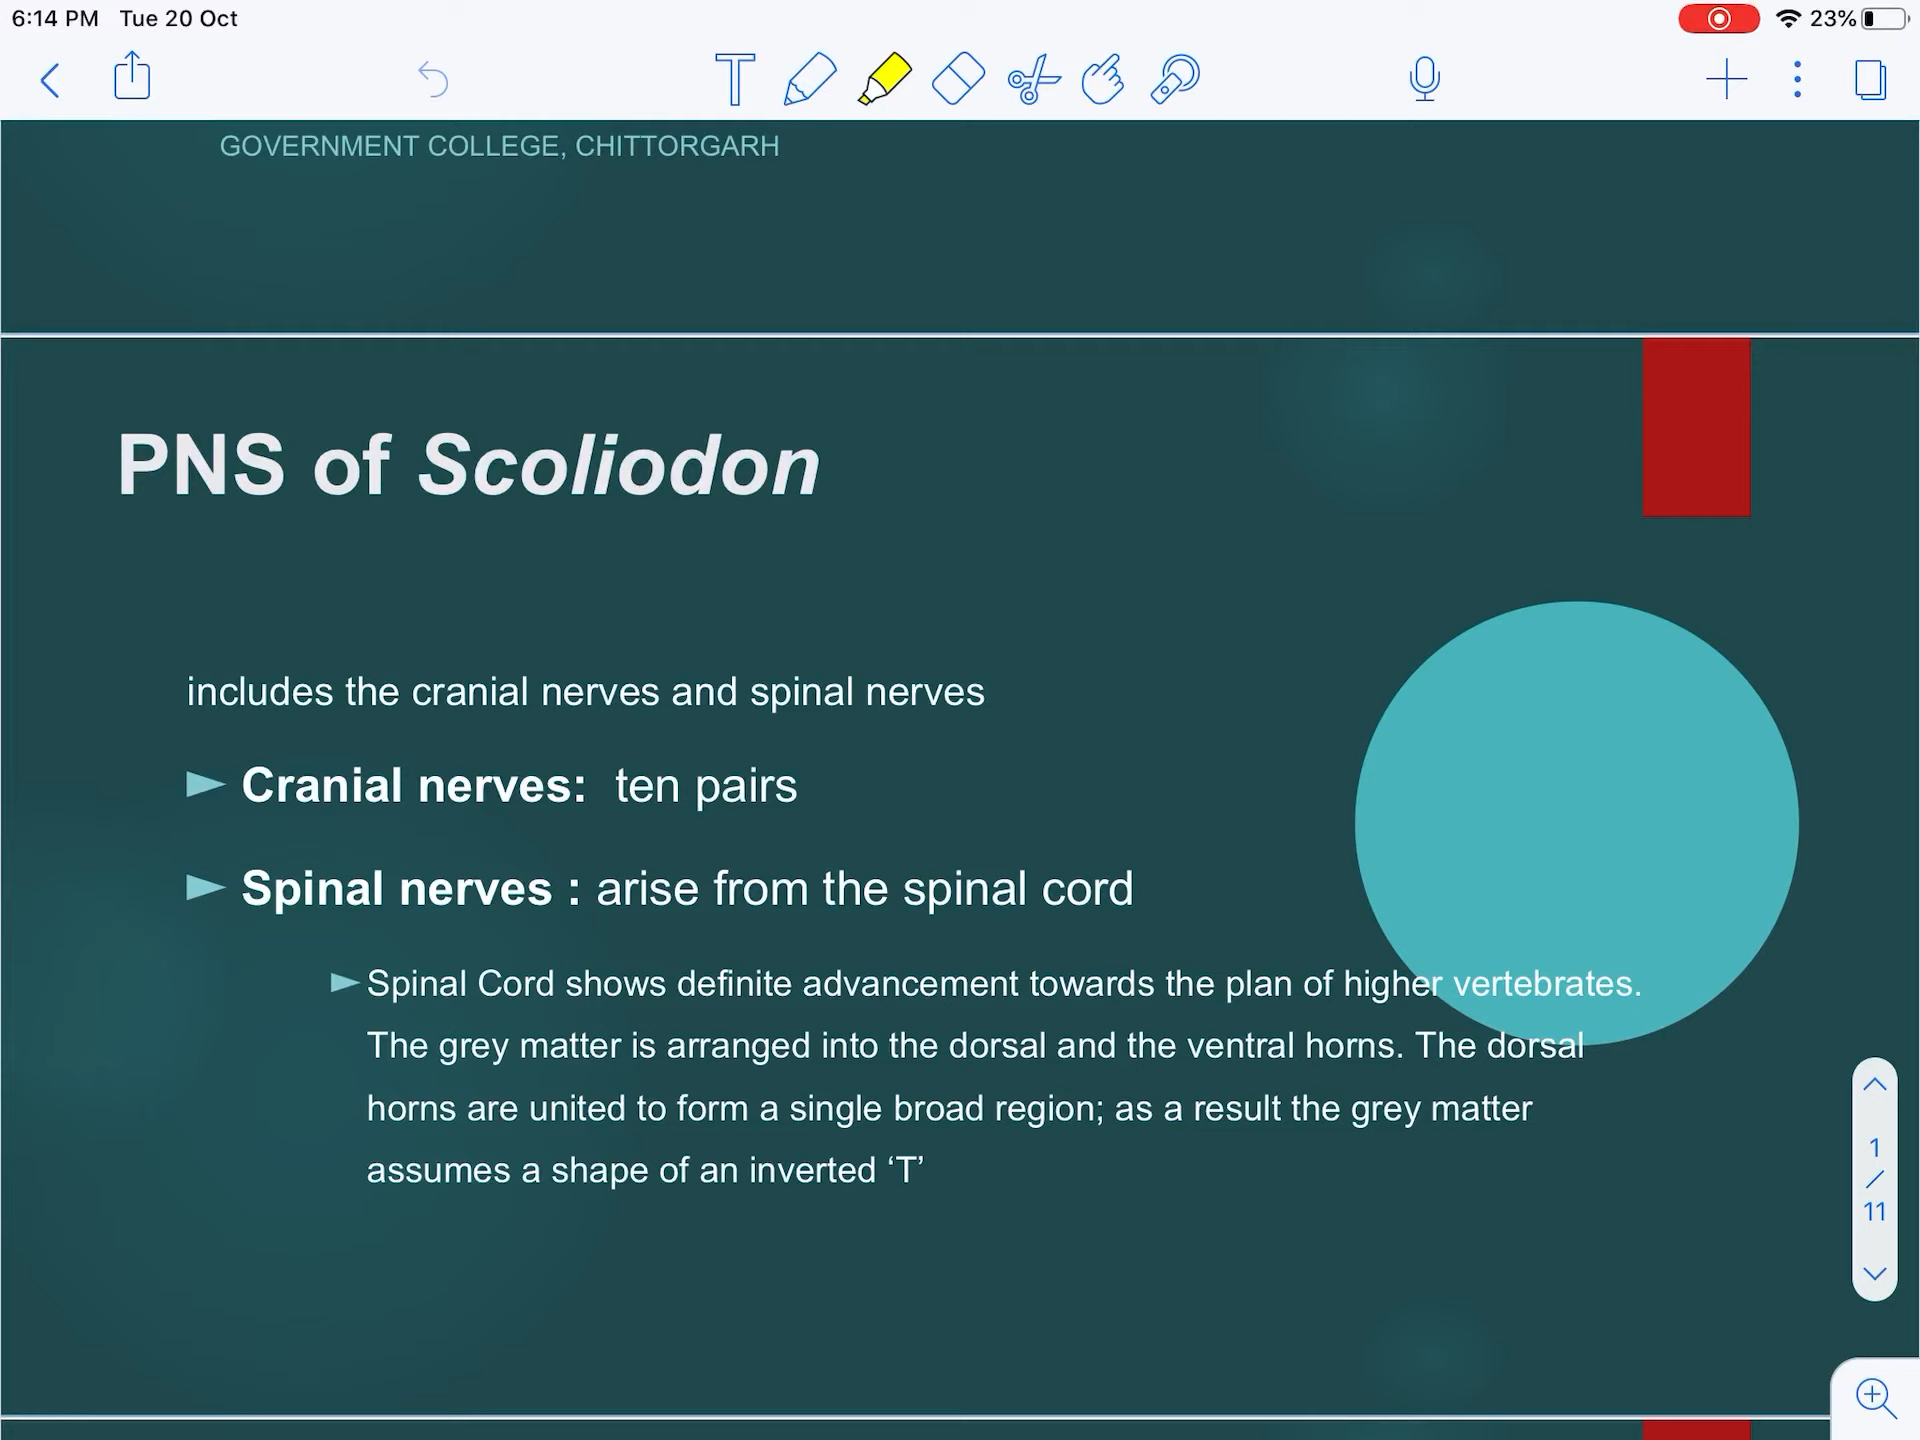 6:14 PM Tue 20 Oct
23%
GOVERNMENT COLLEGE, CHITTORGARH
PNS of Scoliodon
includes the cranial nerves and spinal nerves
Cranial nerves: ten pairs
Spinal nerves : arise from the spinal cord
Spinal Cord shows definite advancement towards the plan of higher vertebrates.
The grey matter is arranged into the dorsal and the ventral horns. The dorsal
horns are united to form a single broad region; as a result the grey matter
assumes a shape of an inverted ‘T’
1
/
11